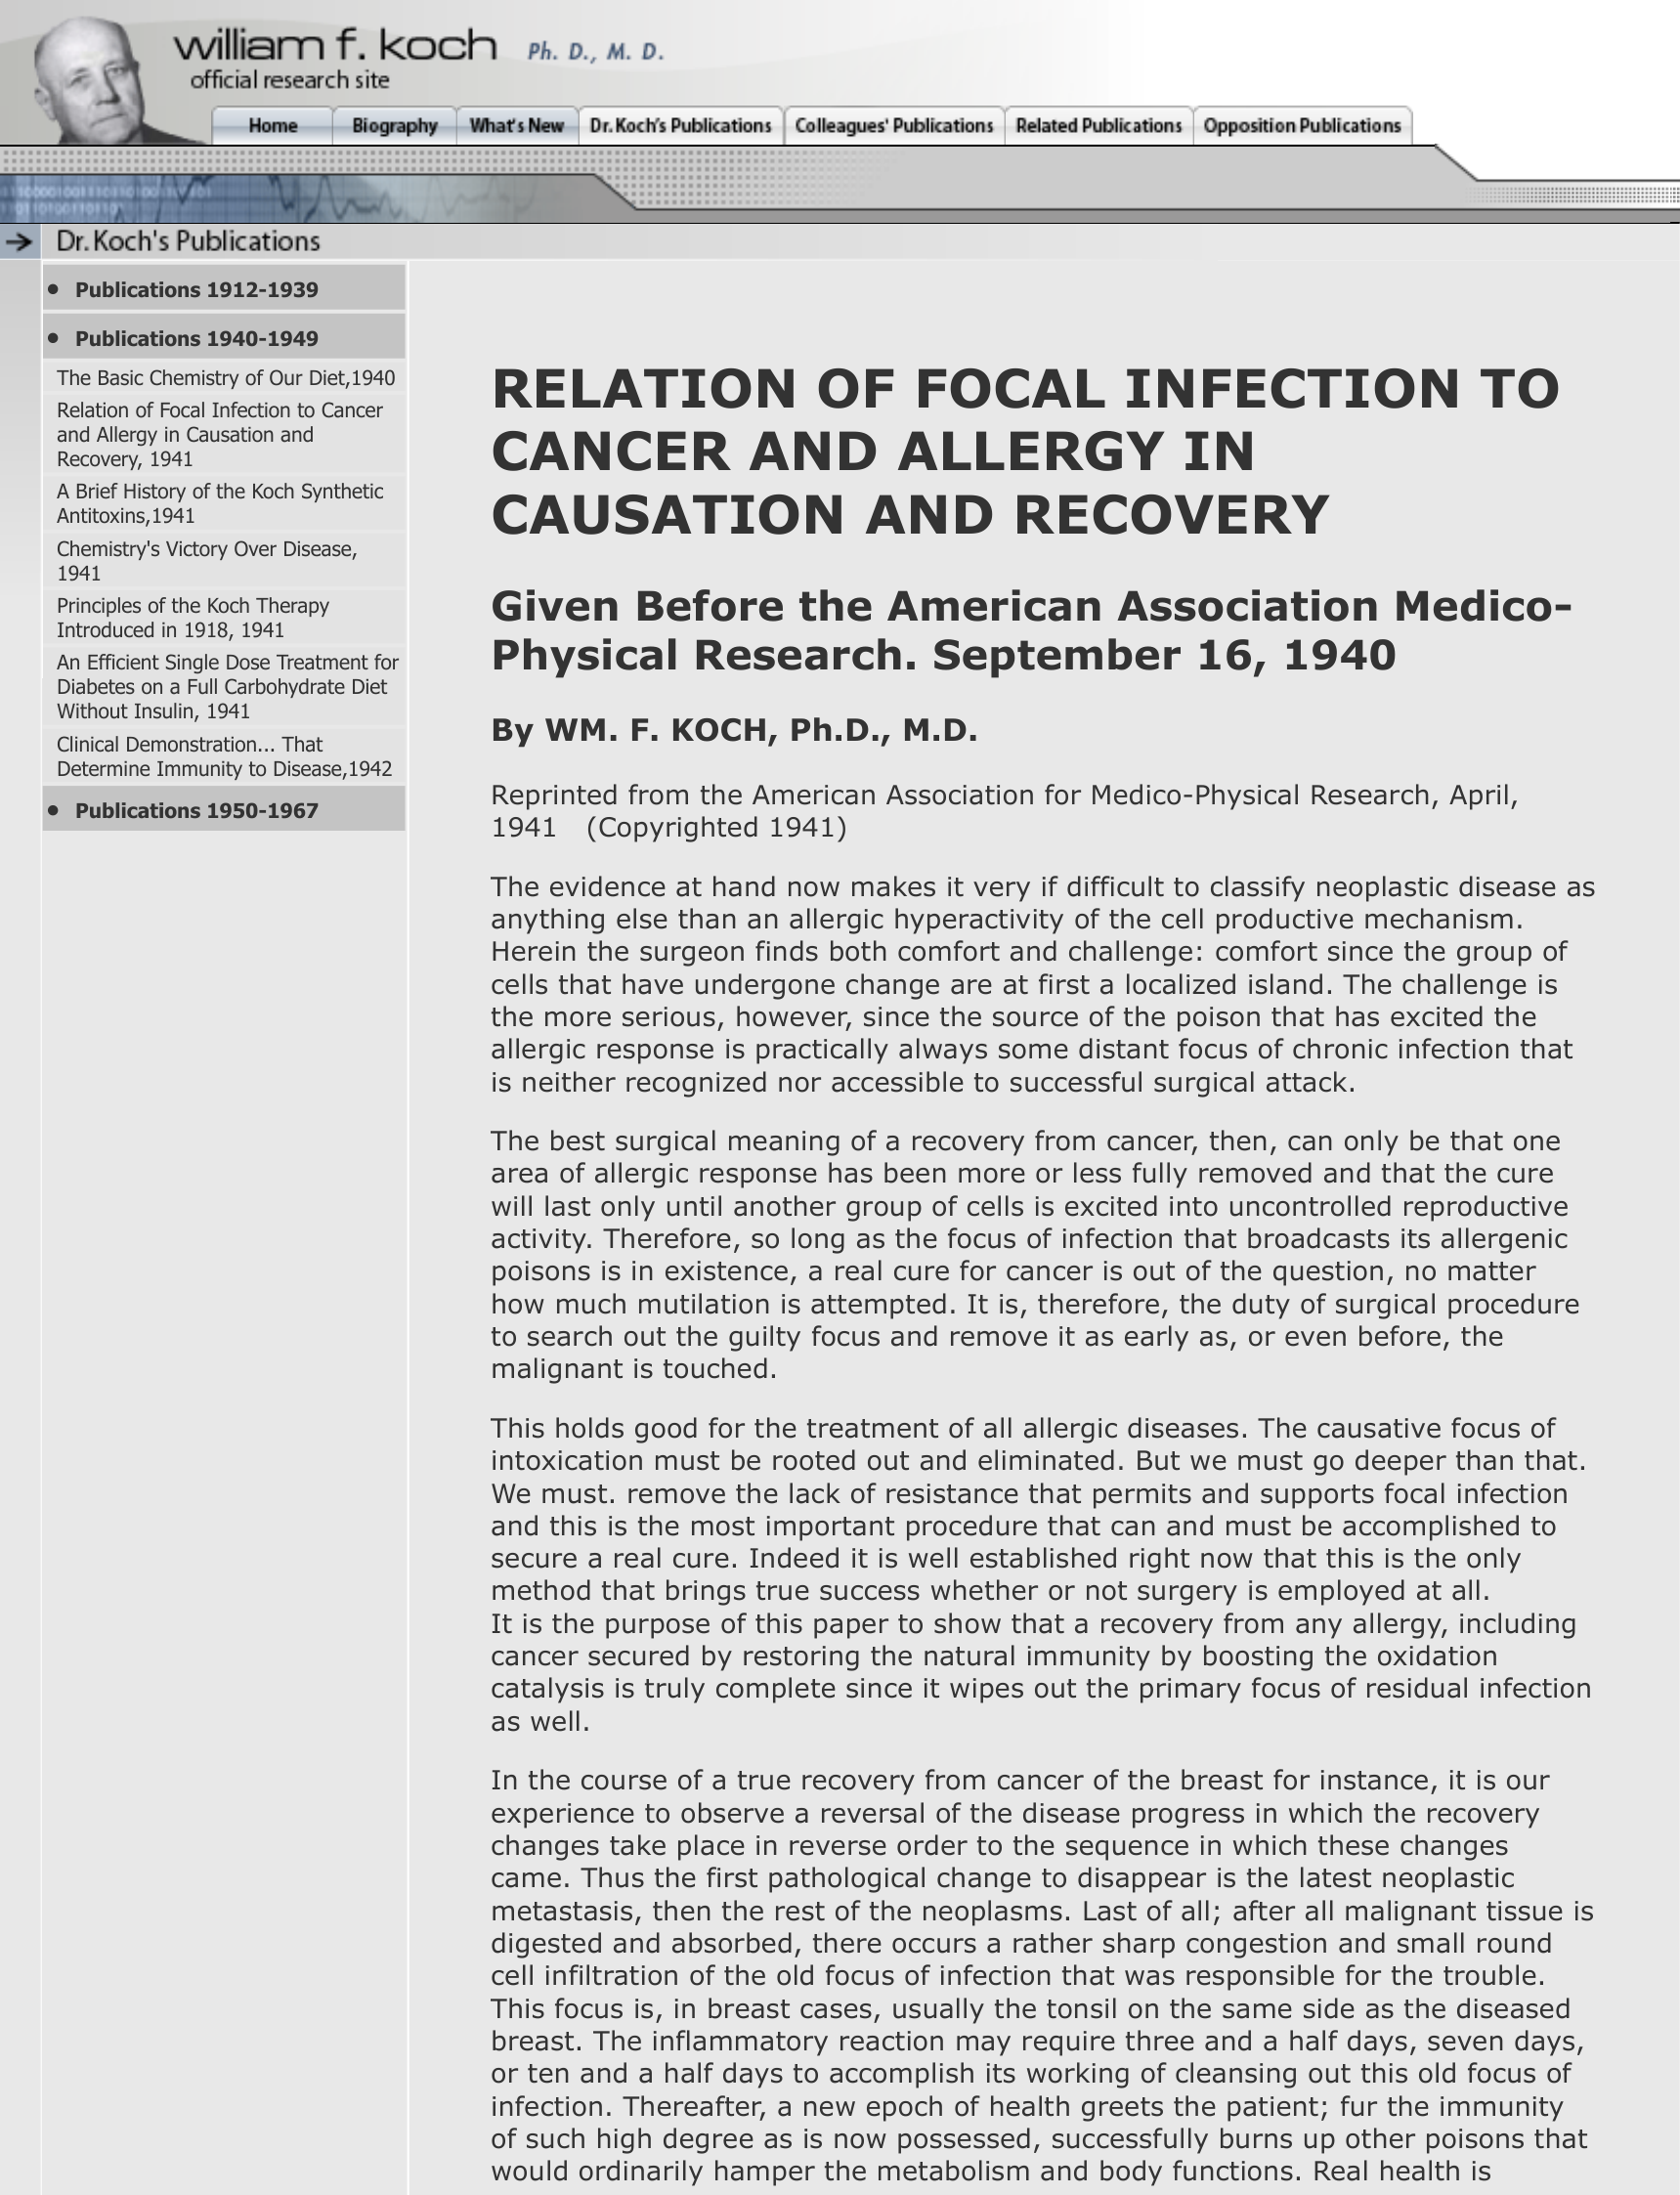 william f. koch Ph. D., M. D.
official research site
Home Biography What's New Dr. Koch's Publications Colleagues' Publications Related Publications Opposition Publications
Dr. Koch's Publications
• Publications 1912-1939
• Publications 1940-1949
The Basic Chemistry of Our Diet,1940
Relation of Focal Infection to Cancer
and Allergy in Causation and
Recovery, 1941
A Brief History of the Koch Synthetic
Antitoxins,1941
Chemistry's Victory Over Disease,
1941
Principles of the Koch Therapy
Introduced in 1918, 1941
An Efficient Single Dose Treatment for
Diabetes on a Full Carbohydrate Diet
Without Insulin, 1941
Clinical Demonstration... That
Determine Immunity to Disease,1942
• Publications 1950-1967
RELATION OF FOCAL INFECTION TO
CANCER AND ALLERGY IN
CAUSATION AND RECOVERY
Given Before the American Association Medico-
Physical Research. September 16, 1940
By WM. F. KOCH, Ph.D., M.D.
Reprinted from the American Association for Medico-Physical Research, April,
1941 (Copyrighted 1941)
The evidence at hand now makes it very if difficult to classify neoplastic disease as
anything else than an allergic hyperactivity of the cell productive mechanism.
Herein the surgeon finds both comfort and challenge: comfort since the group of
cells that have undergone change are at first a localized island. The challenge is
the more serious, however, since the source of the poison that has excited the
allergic response is practically always some distant focus of chronic infection that
is neither recognized nor accessible to successful surgical attack.
The best surgical meaning of a recovery from cancer, then, can only be that one
area of allergic response has been more or less fully removed and that the cure
will last only until another group of cells is excited into uncontrolled reproductive
activity. Therefore, so long as the focus of infection that broadcasts its allergenic
poisons is in existence, a real cure for cancer is out of the question, no matter
how much mutilation is attempted. It is, therefore, the duty of surgical procedure
to search out the guilty focus and remove it as early as, or even before, the
malignant is touched.
This holds good for the treatment of all allergic diseases. The causative focus of
intoxication must be rooted out and eliminated. But we must go deeper than that.
We must. remove the lack of resistance that permits and supports focal infection
and this is the most important procedure that can and must be accomplished to
secure a real cure. Indeed it is well established right now that this is the only
method that brings true success whether or not surgery is employed at all.
It is the purpose of this paper to show that a recovery from any allergy, including
cancer secured by restoring the natural immunity by boosting the oxidation
catalysis is truly complete since it wipes out the primary focus of residual infection
as well.
In the course of a true recovery from cancer of the breast for instance, it is our
experience to observe a reversal of the disease progress in which the recovery
changes take place in reverse order to the sequence in which these changes
came. Thus the first pathological change to disappear is the latest neoplastic
metastasis, then the rest of the neoplasms. Last of all; after all malignant tissue is
digested and absorbed, there occurs a rather sharp congestion and small round
cell infiltration of the old focus of infection that was responsible for the trouble.
This focus is, in breast cases, usually the tonsil on the same side as the diseased
breast. The inflammatory reaction may require three and a half days, seven days,
or ten and a half days to accomplish its working of cleansing out this old focus of
infection. Thereafter, a new epoch of health greets the patient; fur the immunity
of such high degree as is now possessed, successfully burns up other poisons that
would ordinarily hamper the metabolism and body functions. Real health is